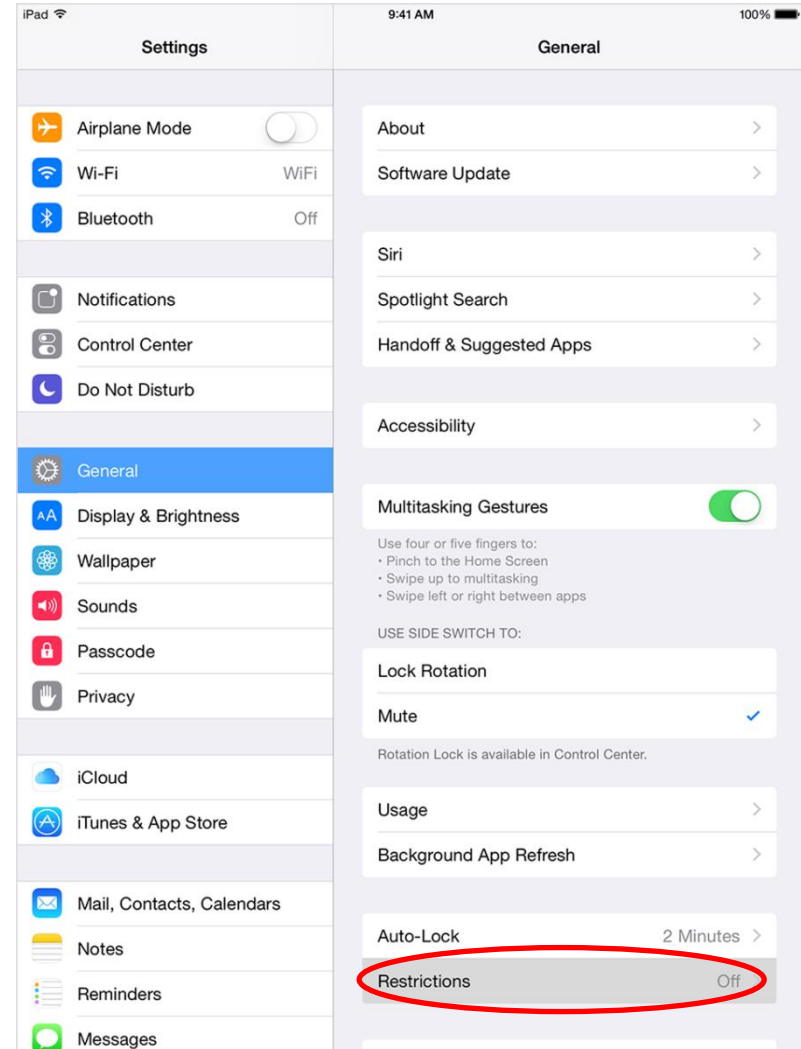 iPad
9:41 AM
100%
Settings
General
Airplane Mode
Wi-Fi
WiFi
Bluetooth
Off
Notifications
Control Center
Do Not Disturb
General
Display & Brightness
Wallpaper
Sounds
Passcode
Privacy
iCloud
iTunes & App Store
Mail, Contacts, Calendars
Notes
Reminders
Messages
About
Software Update
Siri
Spotlight Search
Handoff & Suggested Apps
Accessibility
Multitasking Gestures
Use four or five fingers to:
• Pinch to the Home Screen
• Swipe up to multitasking
• Swipe left or right between apps
USE SIDE SWITCH TO:
Lock Rotation
Mute
Rotation Lock is available in Control Center.
Usage
Background App Refresh
Auto-Lock
2 Minutes
Restrictions
Off